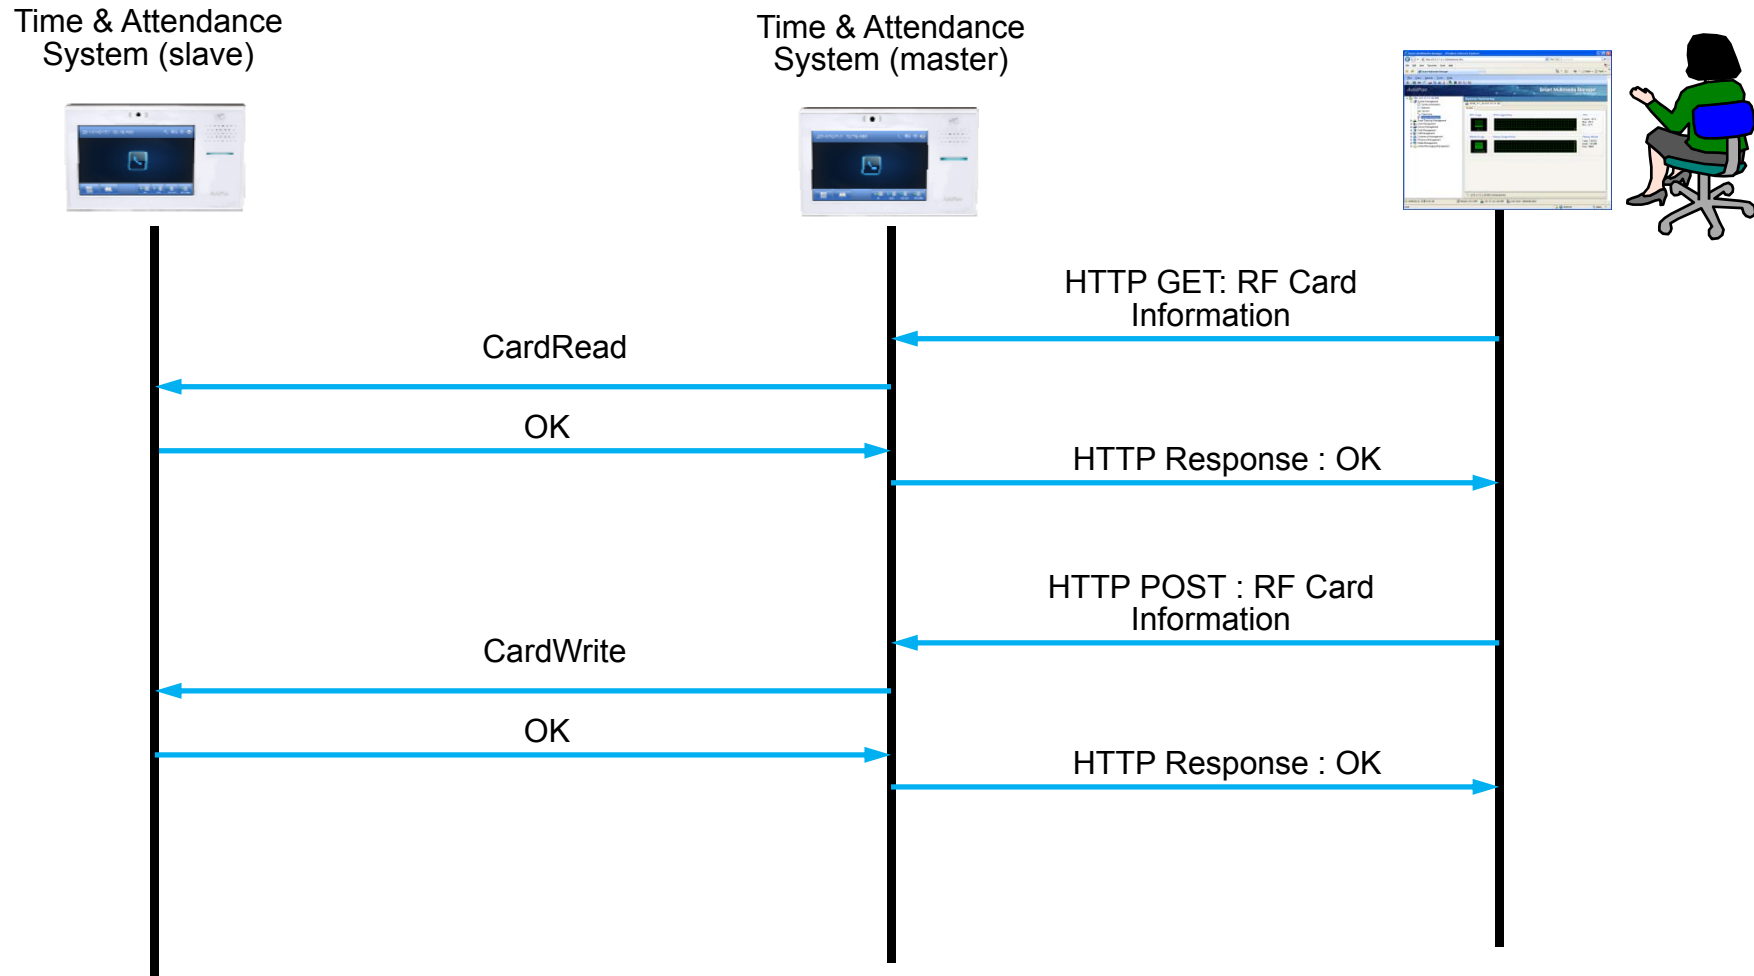 Time & Attendance
System (slave)
Time & Attendance
System (master)
HTTP GET: RF Card
Information
CardRead
OK
HTTP Response : OK
HTTP POST : RF Card
Information
CardWrite
OK
HTTP Response : OK